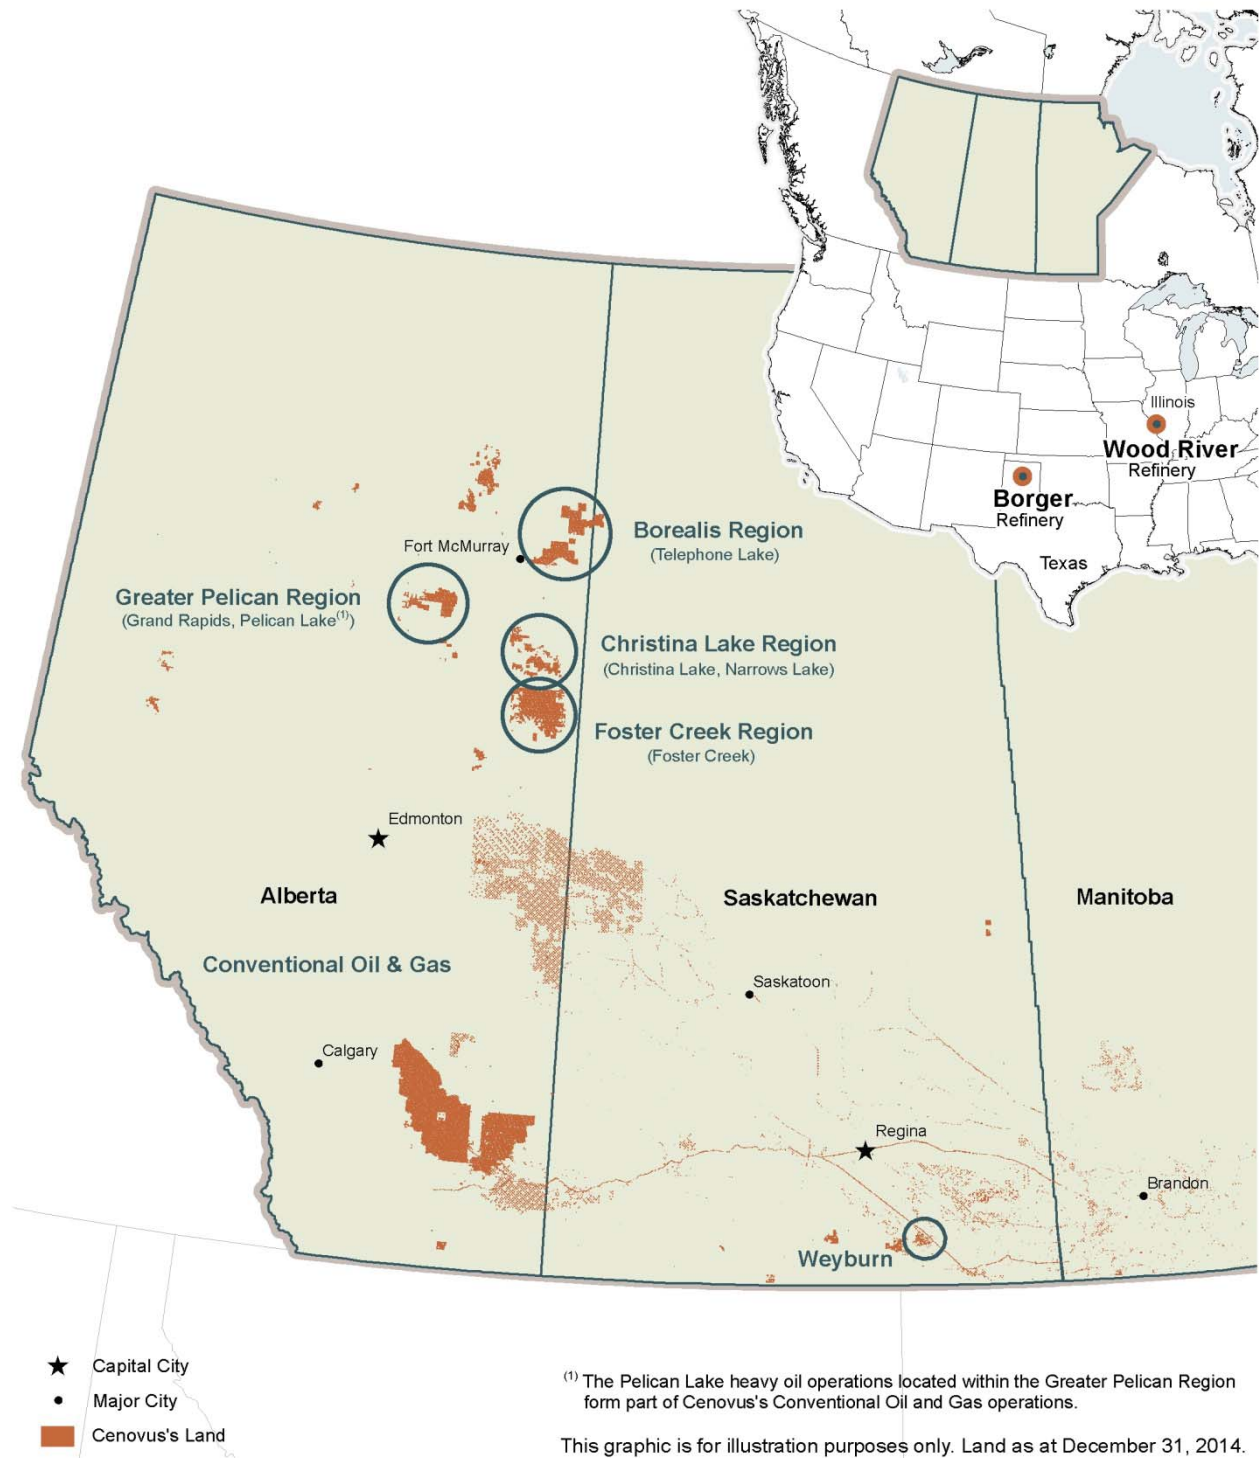 Illinois
Wood River
Refinery
Borger
Refinery
Texas
Borealis Region
(Telephone Lake)
Fort McMurray
Greater Pelican Region
(Grand Rapids, Pelican Lake⁽¹⁾)
Christina Lake Region
(Christina Lake, Narrows Lake)
Foster Creek Region
(Foster Creek)
Edmonton
Alberta
Saskatchewan
Manitoba
Conventional Oil & Gas
Saskatoon
Calgary
Regina
Brandon
Weyburn
Capital City
Major City
Cenovus's Land
⁽¹⁾ The Pelican Lake heavy oil operations located within the Greater Pelican Region
form part of Cenovus's Conventional Oil and Gas operations.
This graphic is for illustration purposes only. Land as at December 31, 2014.